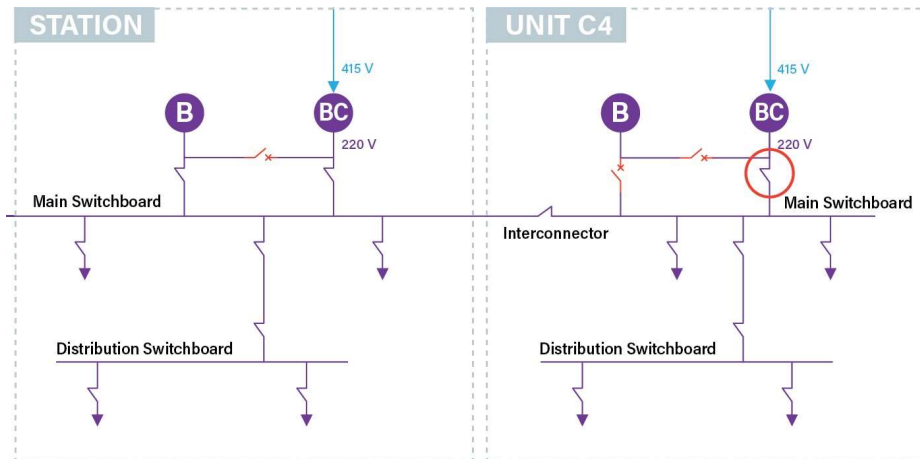 STATION
UNIT C4
415 V
415 V
B
BC
B
BC
220 V
220 V
Main Switchboard
Main Switchboard
Interconnector
Distribution Switchboard
Distribution Switchboard